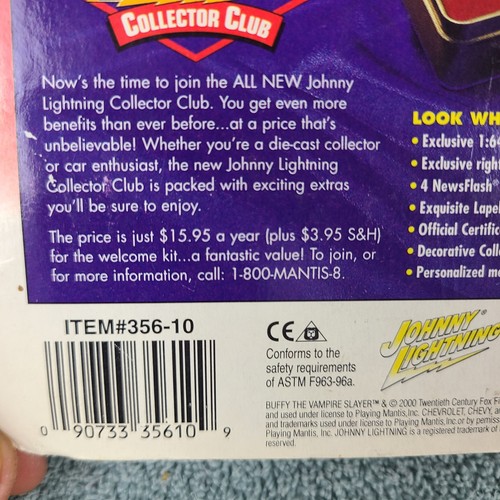 COLLECTOR CLUB
Now's the time to join the ALL NEW Johnny
Lightning Collector Club. You get even more
benefits than ever before...at a price that's
unbelievable! Whether you're a die-cast collector
or car enthusiast, the new Johnny Lightning
Collector Club is packed with exciting extras
you'll be sure to enjoy.
The price is just $15.95 a year (plus $3.95 S&H)
for the welcome kit...a fantastic value! To join, or
for more information, call: 1-800-MANTIS-8.
LOOK WH
• Exclusive 1:64
• Exclusive right
• 4 NewsFlash
• Exquisite Lape
• Official Certific
• Decorative Coll
• Personalized m
ITEM#356-10
0 90733 35610 9
CE
Conforms to the
safety requirements
of ASTM F963-96a.
JOHNNY
LIGHTNING
®
BUFFY THE VAMPIRE SLAYER™ & © 2000 Twentieth Century Fox Fi
and used under license to Playing Mantis, Inc. CHEVROLET, CHEVY, a
and trademarks used under license to Playing Mantis, Inc or by permiss
Playing Mantis, Inc. JOHNNY LIGHTNING is a registered trademark of
reserved.